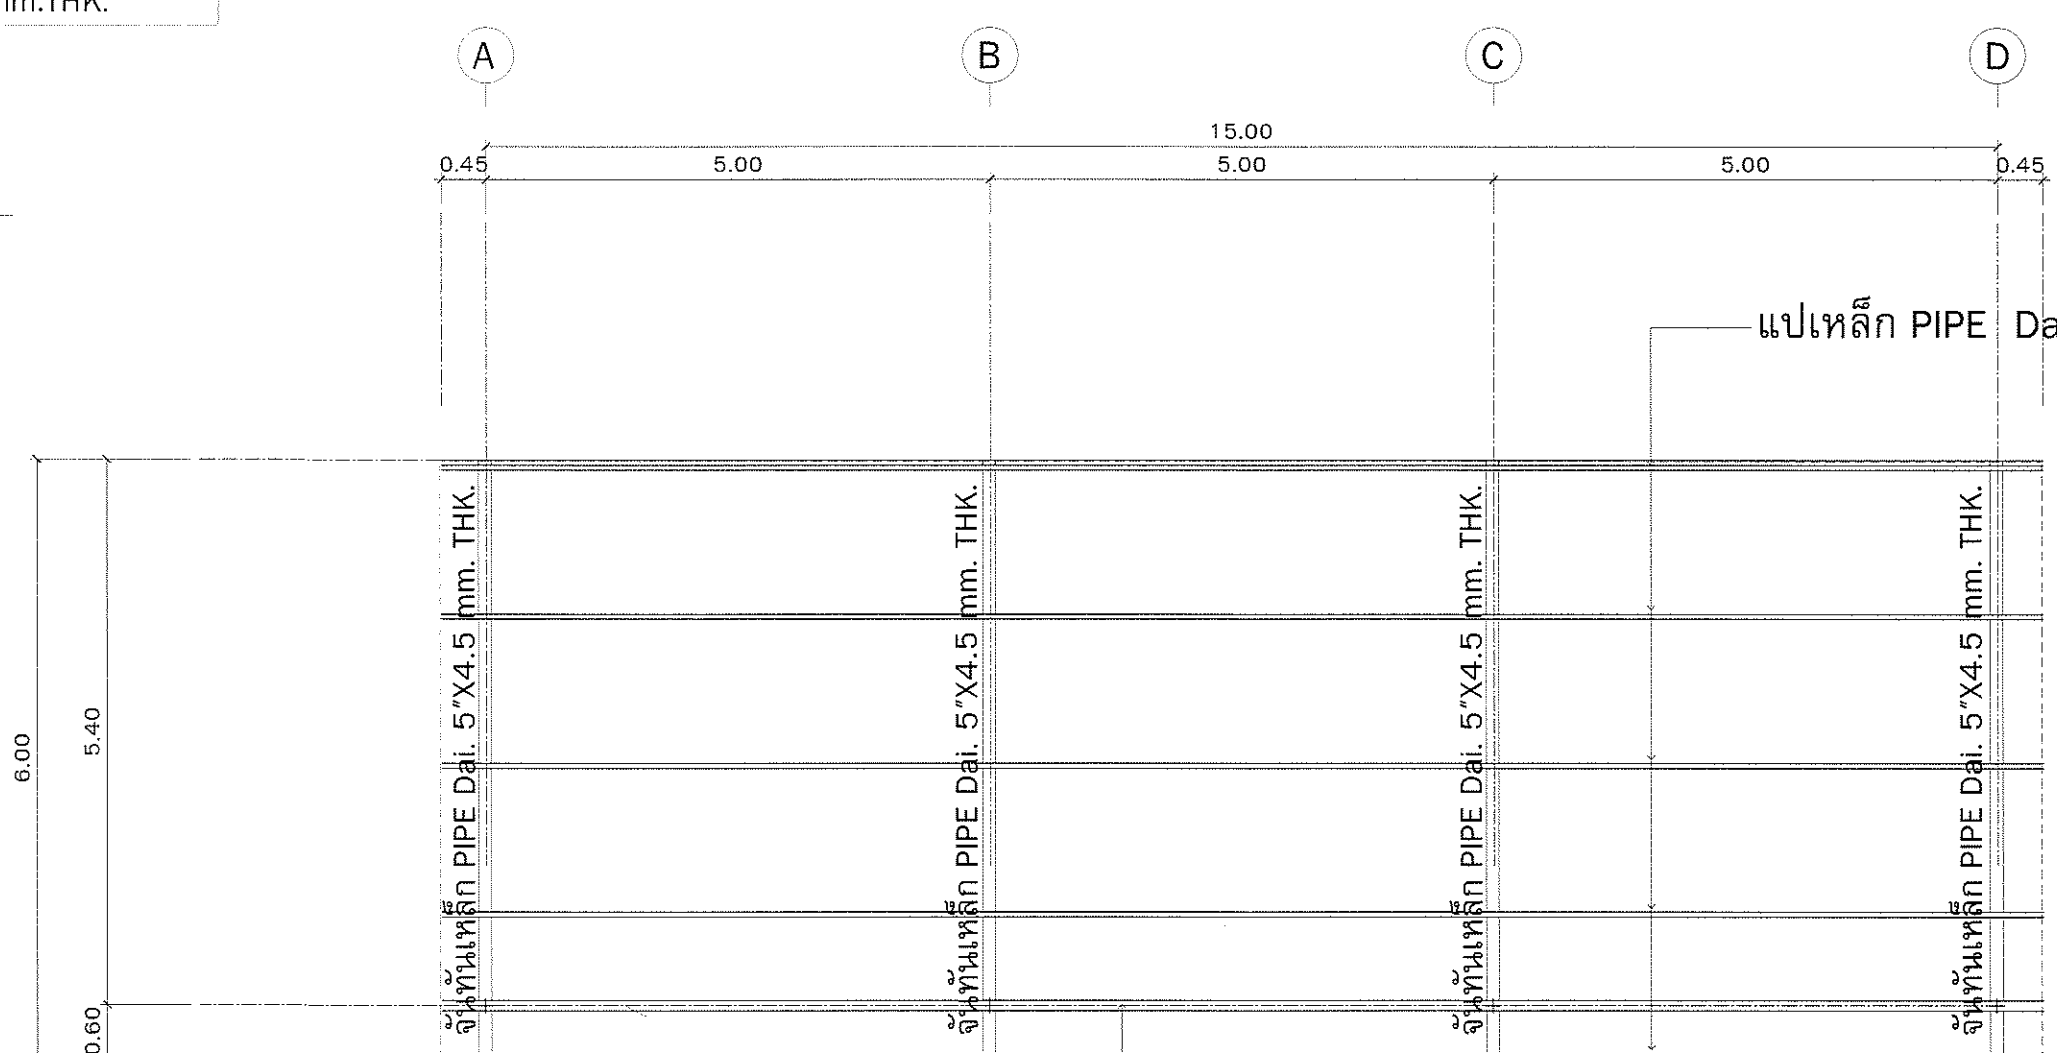 mm.THK.
A B C D
15.00
0.45 5.00 5.00 5.00 0.45
แปเหล็ก PIPE Da
6.00
5.40
0.60
จันทันเหล็ก PIPE Dai. 5"X4.5 mm. THK.
จันทันเหล็ก PIPE Dai. 5"X4.5 mm. THK.
จันทันเหล็ก PIPE Dai. 5"X4.5 mm. THK.
จันทันเหล็ก PIPE Dai. 5"X4.5 mm. THK.